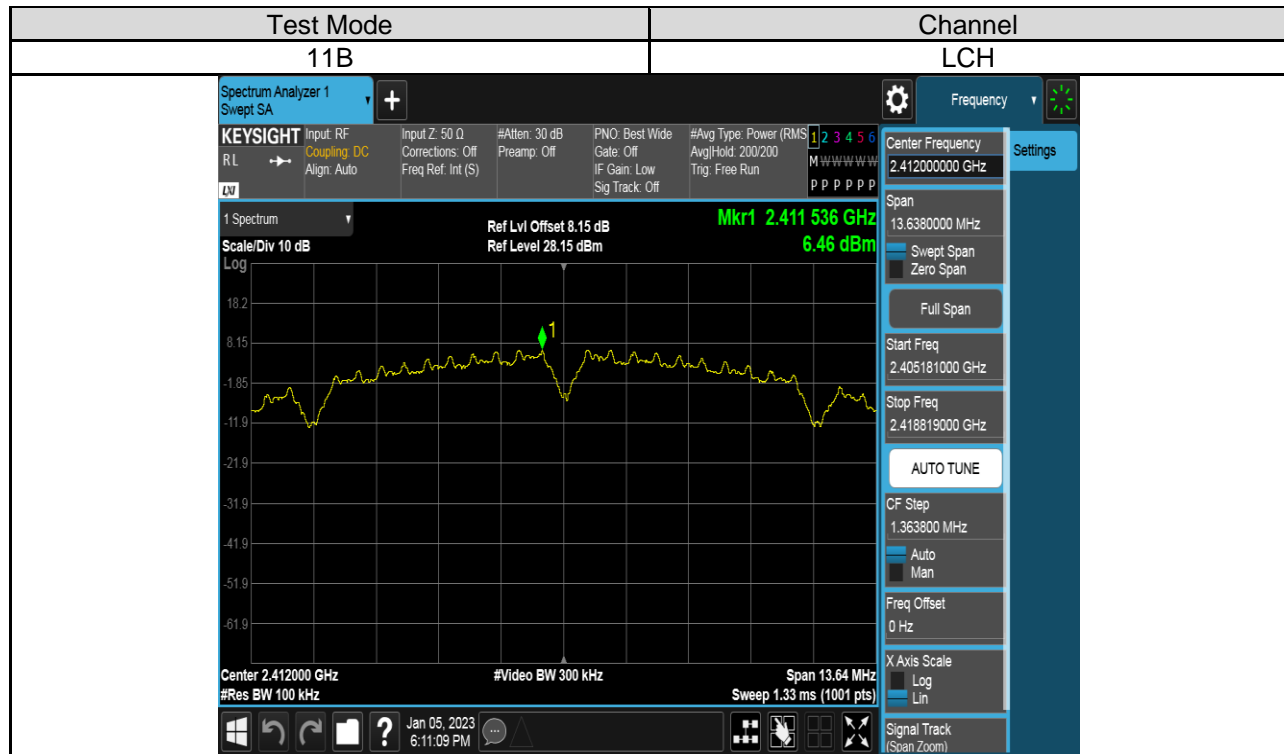 Test Mode Channel
11B LCH
Spectrum Analyzer 1
Swept SA
+
Frequency
KEYSIGHT
RL
LXI
Input: RF
Coupling: DC
Align: Auto
Input Z: 50 Ω
Corrections: Off
Freq Ref: Int (S)
#Atten: 30 dB
Preamp: Off
PNO: Best Wide
Gate: Off
IF Gain: Low
Sig Track: Off
#Avg Type: Power (RMS
Avg|Hold: 200/200
Trig: Free Run
1 2 3 4 5 6
M W W W W W
P P P P P P
1 Spectrum
Scale/Div 10 dB
Log
Ref Lvl Offset 8.15 dB
Ref Level 28.15 dBm
Mkr1 2.411 536 GHz
6.46 dBm
18.2
8.15
-1.85
-11.9
-21.9
-31.9
-41.9
-51.9
-61.9
1
Center 2.412000 GHz
#Res BW 100 kHz
#Video BW 300 kHz
Span 13.64 MHz
Sweep 1.33 ms (1001 pts)
?
Jan 05, 2023
6:11:09 PM
Center Frequency
2.412000000 GHz
Settings
Span
13.6380000 MHz
Swept Span
Zero Span
Full Span
Start Freq
2.405181000 GHz
Stop Freq
2.418819000 GHz
AUTO TUNE
CF Step
1.363800 MHz
Auto
Man
Freq Offset
0 Hz
X Axis Scale
Log
Lin
Signal Track
(Span Zoom)